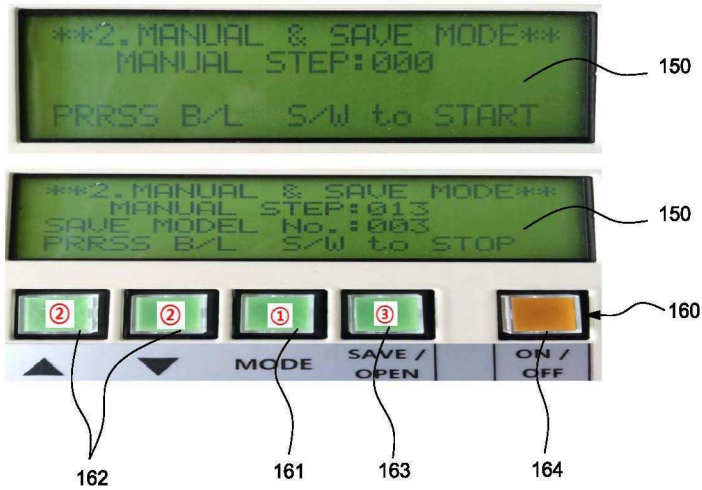 **2.MANUAL & SAVE MODE**
MANUAL STEP:000
PRRSS B/L S/W to START
150
**2.MANUAL & SAVE MODE**
MANUAL STEP:013
SAVE MODEL No.:003
PRRSS B/L S/W to STOP
150
② ② ① ③
160
▲ ▼ MODE SAVE / OPEN ON / OFF
162 161 163 164